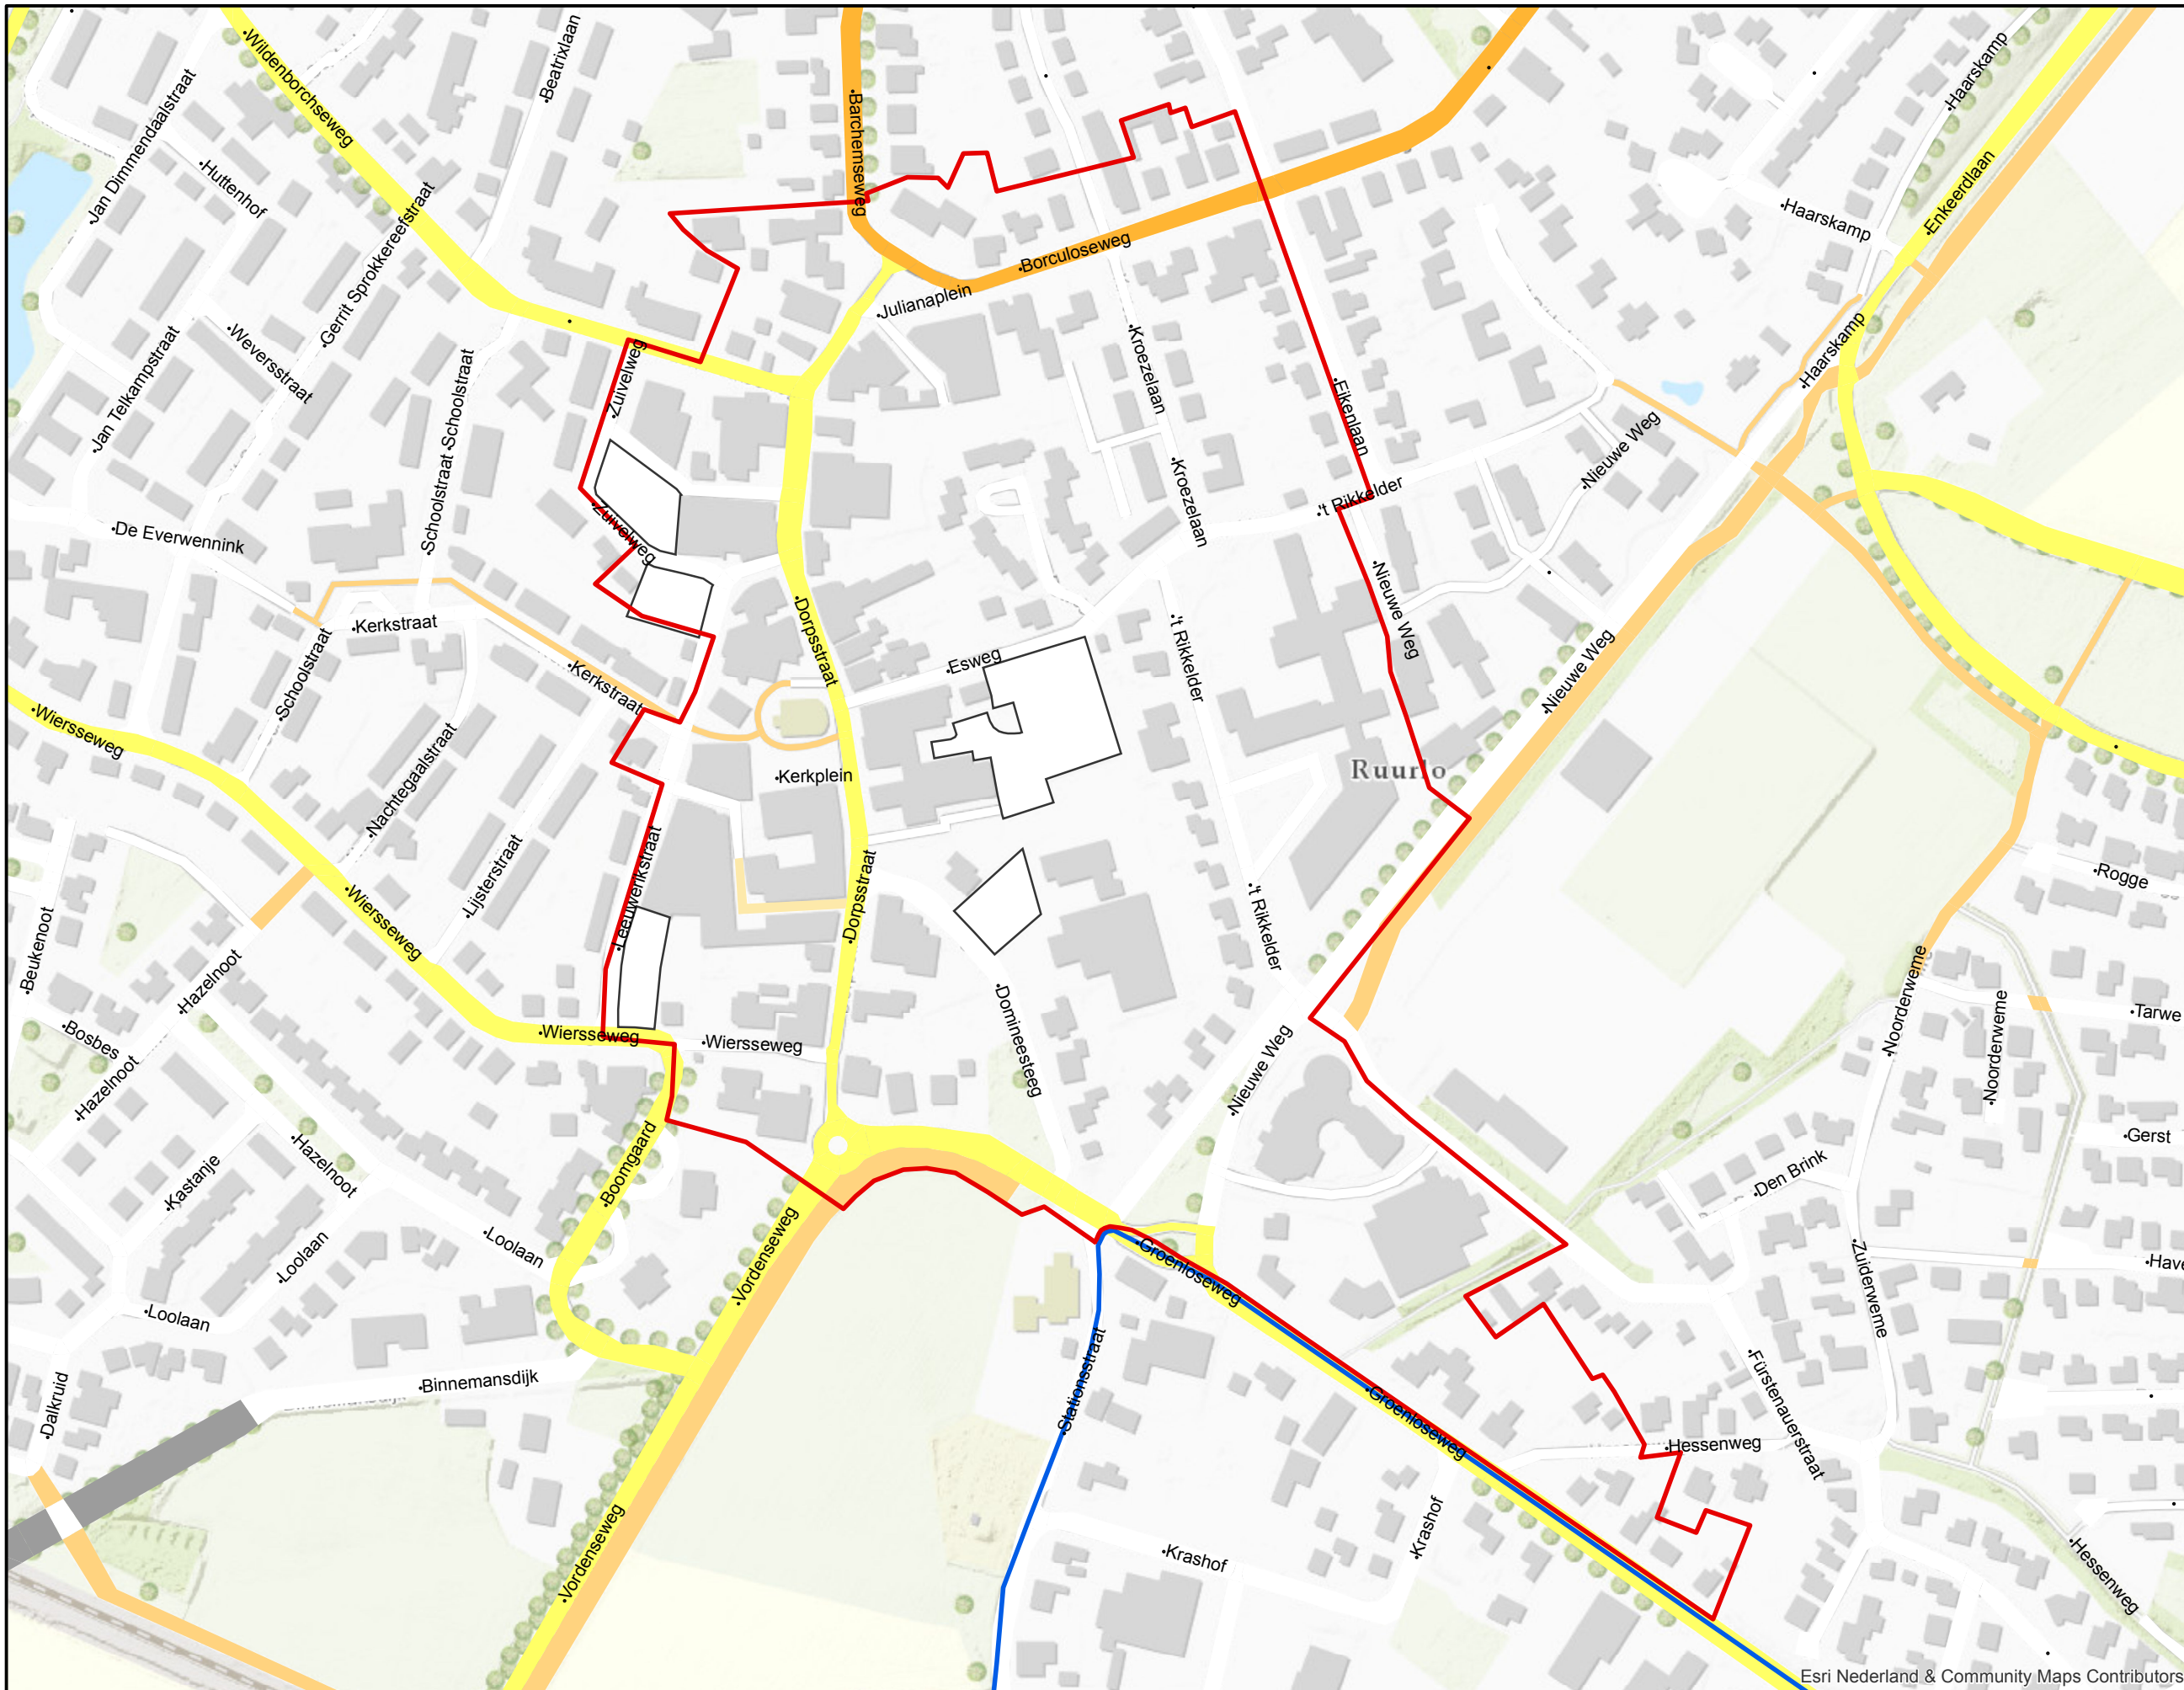 Wildenborchseweg
Beatrixlaan
Barchemseweg
Haarskamp
Jan Dimmendaalstraat
Huttenhof
Gerrit Sprokkereefstraat
Enkeerdlaan
Haarskamp
Borculoseweg
Julianaplein
Haarskamp
Jan Telkampstraat
Weversstraat
Schoolstraat
Schoolstraat
Zuivelweg
Kroezelaan
Eikenlaan
Nieuwe Weg
Kroezelaan
't Rikkelder
Zuivelweg
De Everwennink
Nieuwe Weg
Kerkstraat
Dorpsstraat
't Rikkelder
Schoolstraat
Kerkstraat
Esweg
Nieuwe Weg
Wiersseweg
Nachtegaalstraat
Kerkplein
Ruurlo
Lijsterstraat
Leeuwerikstraat
Dorpsstraat
Rogge
Wiersseweg
't Rikkelder
Beukenoot
Hazelnoot
Noorderweme
Domineesteeg
Noorderweme
Tarwe
Bosbes
Wiersseweg
Wiersseweg
Nieuwe Weg
Hazelnoot
Gerst
Hazelnoot
Kastanje
Boomgaard
Den Brink
Loolaan
Loolaan
Vordenseweg
Groenloseweg
Zuiderweme
Have
Loolaan
Stationsstraat
Fürstenauerstraat
Dalkruid
Binnemansdijk
Groenloseweg
Hessenweg
Krashof
Krashof
Vordenseweg
Hessenweg
Esri Nederland & Community Maps Contributors